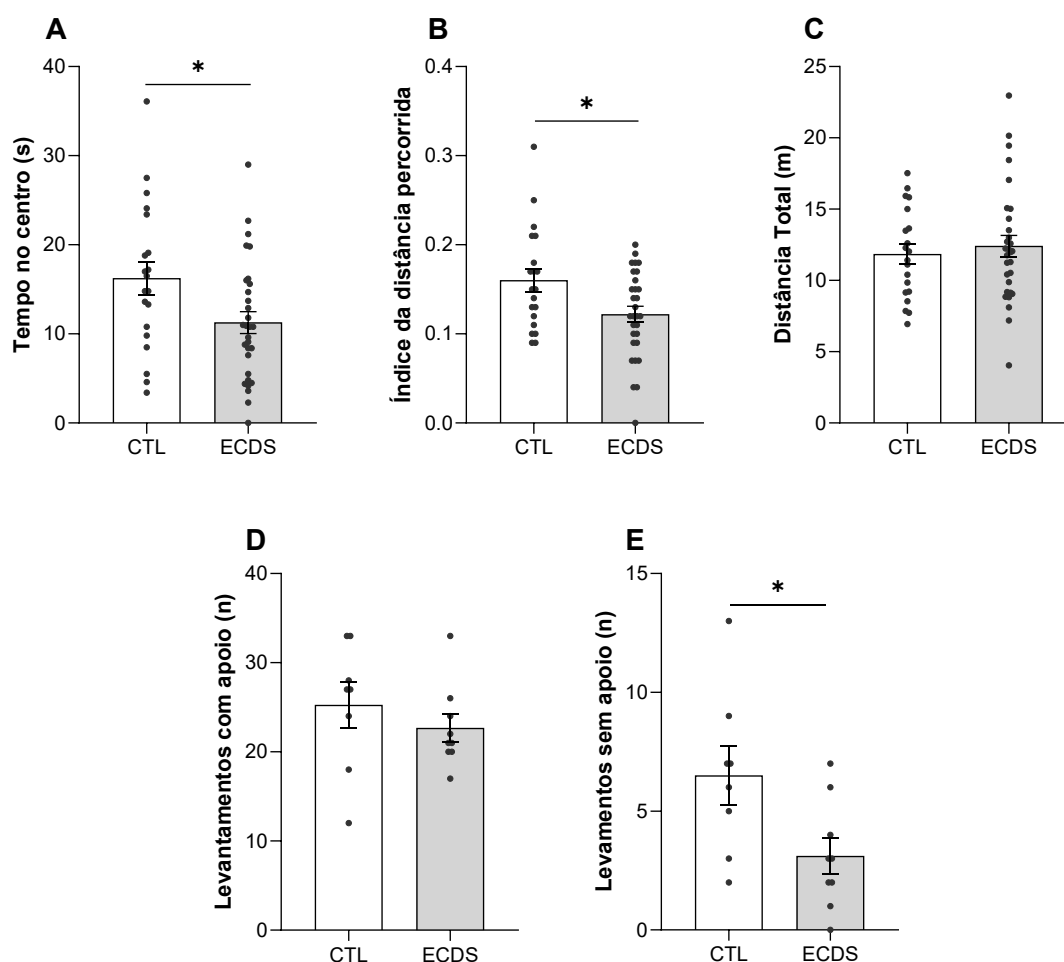 A
Tempo no centro (s)
40
30
20
10
0
*
CTL
ECDS
B
Índice da distância percorrida
0.4
0.3
0.2
0.1
0.0
*
CTL
ECDS
C
Distância Total (m)
25
20
15
10
5
0
CTL
ECDS
D
Levantamentos com apoio (n)
40
30
20
10
0
CTL
ECDS
E
Levamentos sem apoio (n)
15
10
5
0
*
CTL
ECDS